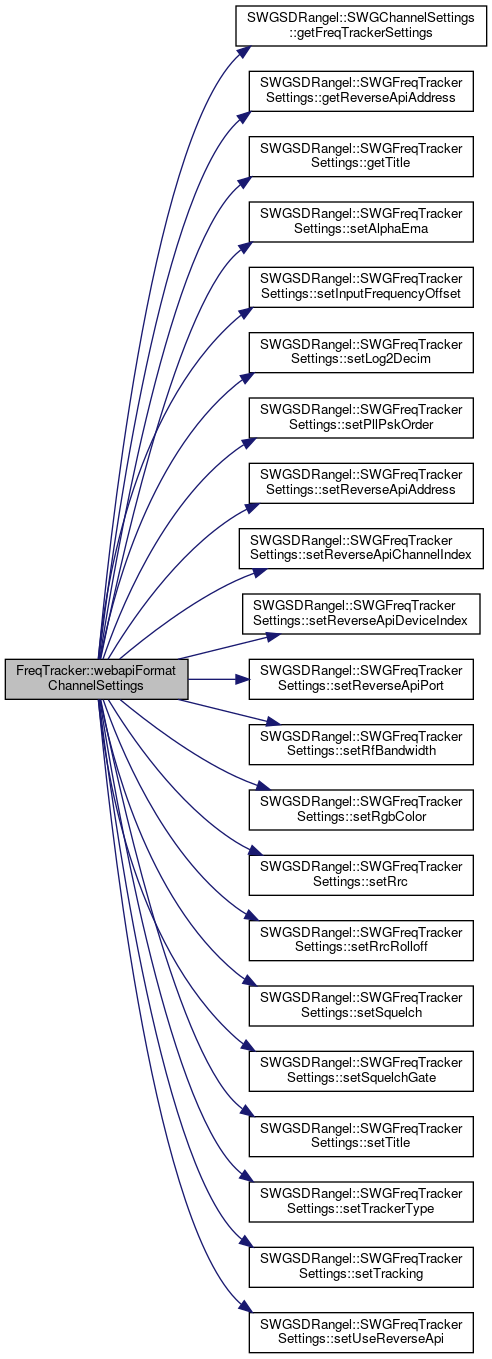 SWGSDRangel::SWGChannelSettings
::getFreqTrackerSettings
SWGSDRangel::SWGFreqTracker
Settings::getReverseApiAddress
SWGSDRangel::SWGFreqTracker
Settings::getTitle
SWGSDRangel::SWGFreqTracker
Settings::setAlphaEma
SWGSDRangel::SWGFreqTracker
Settings::setInputFrequencyOffset
SWGSDRangel::SWGFreqTracker
Settings::setLog2Decim
SWGSDRangel::SWGFreqTracker
Settings::setPllPskOrder
SWGSDRangel::SWGFreqTracker
Settings::setReverseApiAddress
SWGSDRangel::SWGFreqTracker
Settings::setReverseApiChannelIndex
SWGSDRangel::SWGFreqTracker
Settings::setReverseApiDeviceIndex
FreqTracker::webapiFormat
ChannelSettings
SWGSDRangel::SWGFreqTracker
Settings::setReverseApiPort
SWGSDRangel::SWGFreqTracker
Settings::setRfBandwidth
SWGSDRangel::SWGFreqTracker
Settings::setRgbColor
SWGSDRangel::SWGFreqTracker
Settings::setRrc
SWGSDRangel::SWGFreqTracker
Settings::setRrcRolloff
SWGSDRangel::SWGFreqTracker
Settings::setSquelch
SWGSDRangel::SWGFreqTracker
Settings::setSquelchGate
SWGSDRangel::SWGFreqTracker
Settings::setTitle
SWGSDRangel::SWGFreqTracker
Settings::setTrackerType
SWGSDRangel::SWGFreqTracker
Settings::setTracking
SWGSDRangel::SWGFreqTracker
Settings::setUseReverseApi